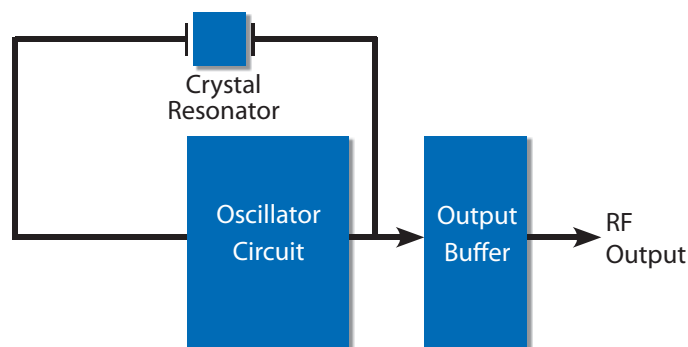 Crystal
Resonator
Oscillator
Circuit
Output
Buffer
RF
Output